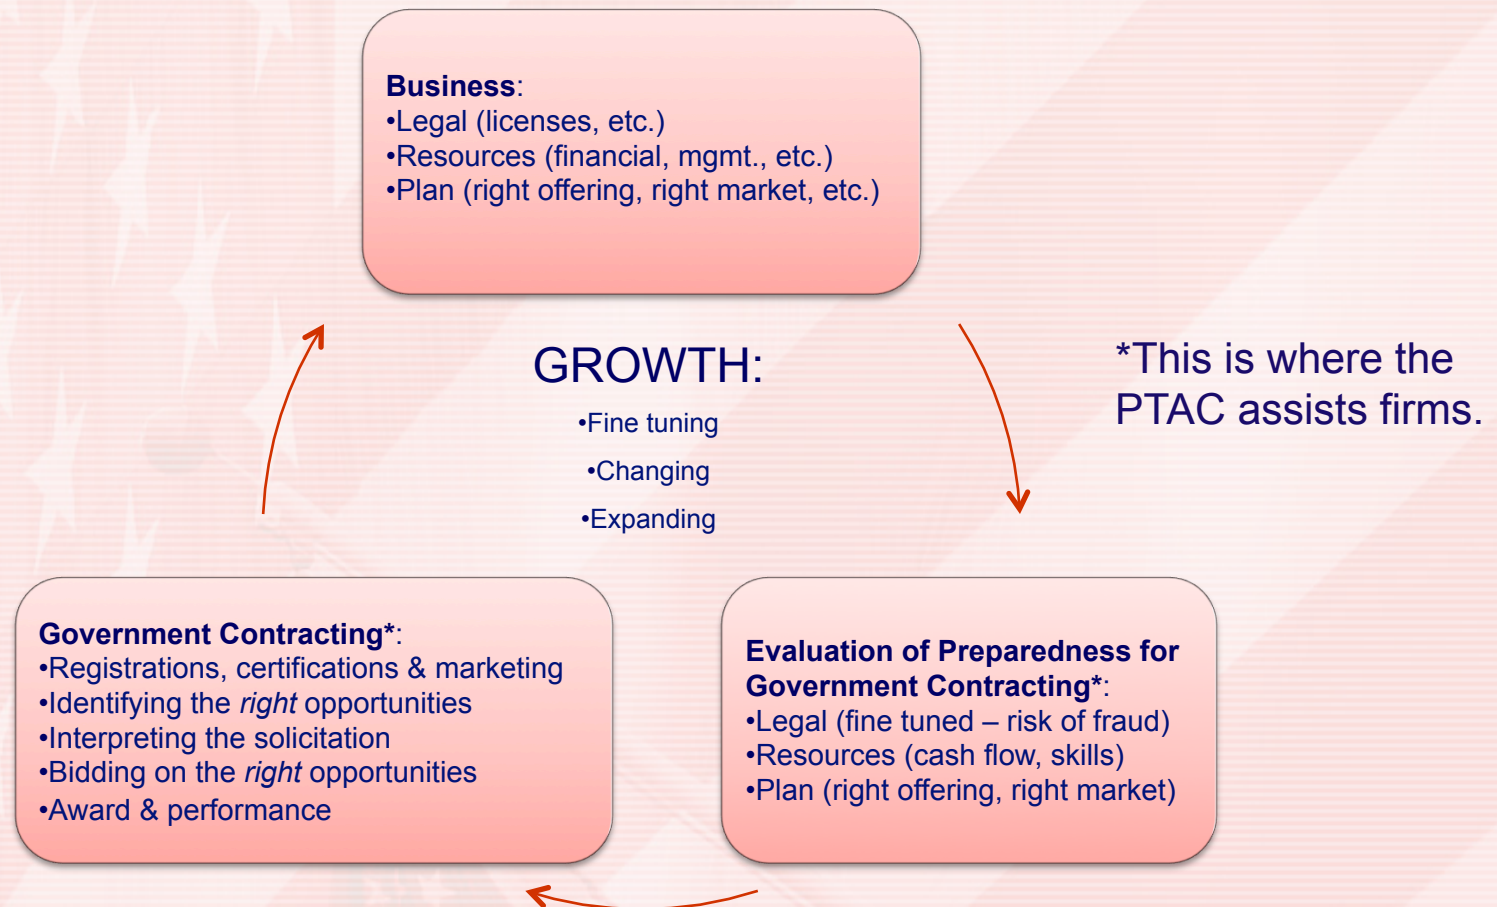 Business:
•Legal (licenses, etc.)
•Resources (financial, mgmt., etc.)
•Plan (right offering, right market, etc.)
GROWTH:
•Fine tuning
•Changing
•Expanding
*This is where the
PTAC assists firms.
Government Contracting*:
•Registrations, certifications & marketing
•Identifying the right opportunities
•Interpreting the solicitation
•Bidding on the right opportunities
•Award & performance
Evaluation of Preparedness for
Government Contracting*:
•Legal (fine tuned – risk of fraud)
•Resources (cash flow, skills)
•Plan (right offering, right market)